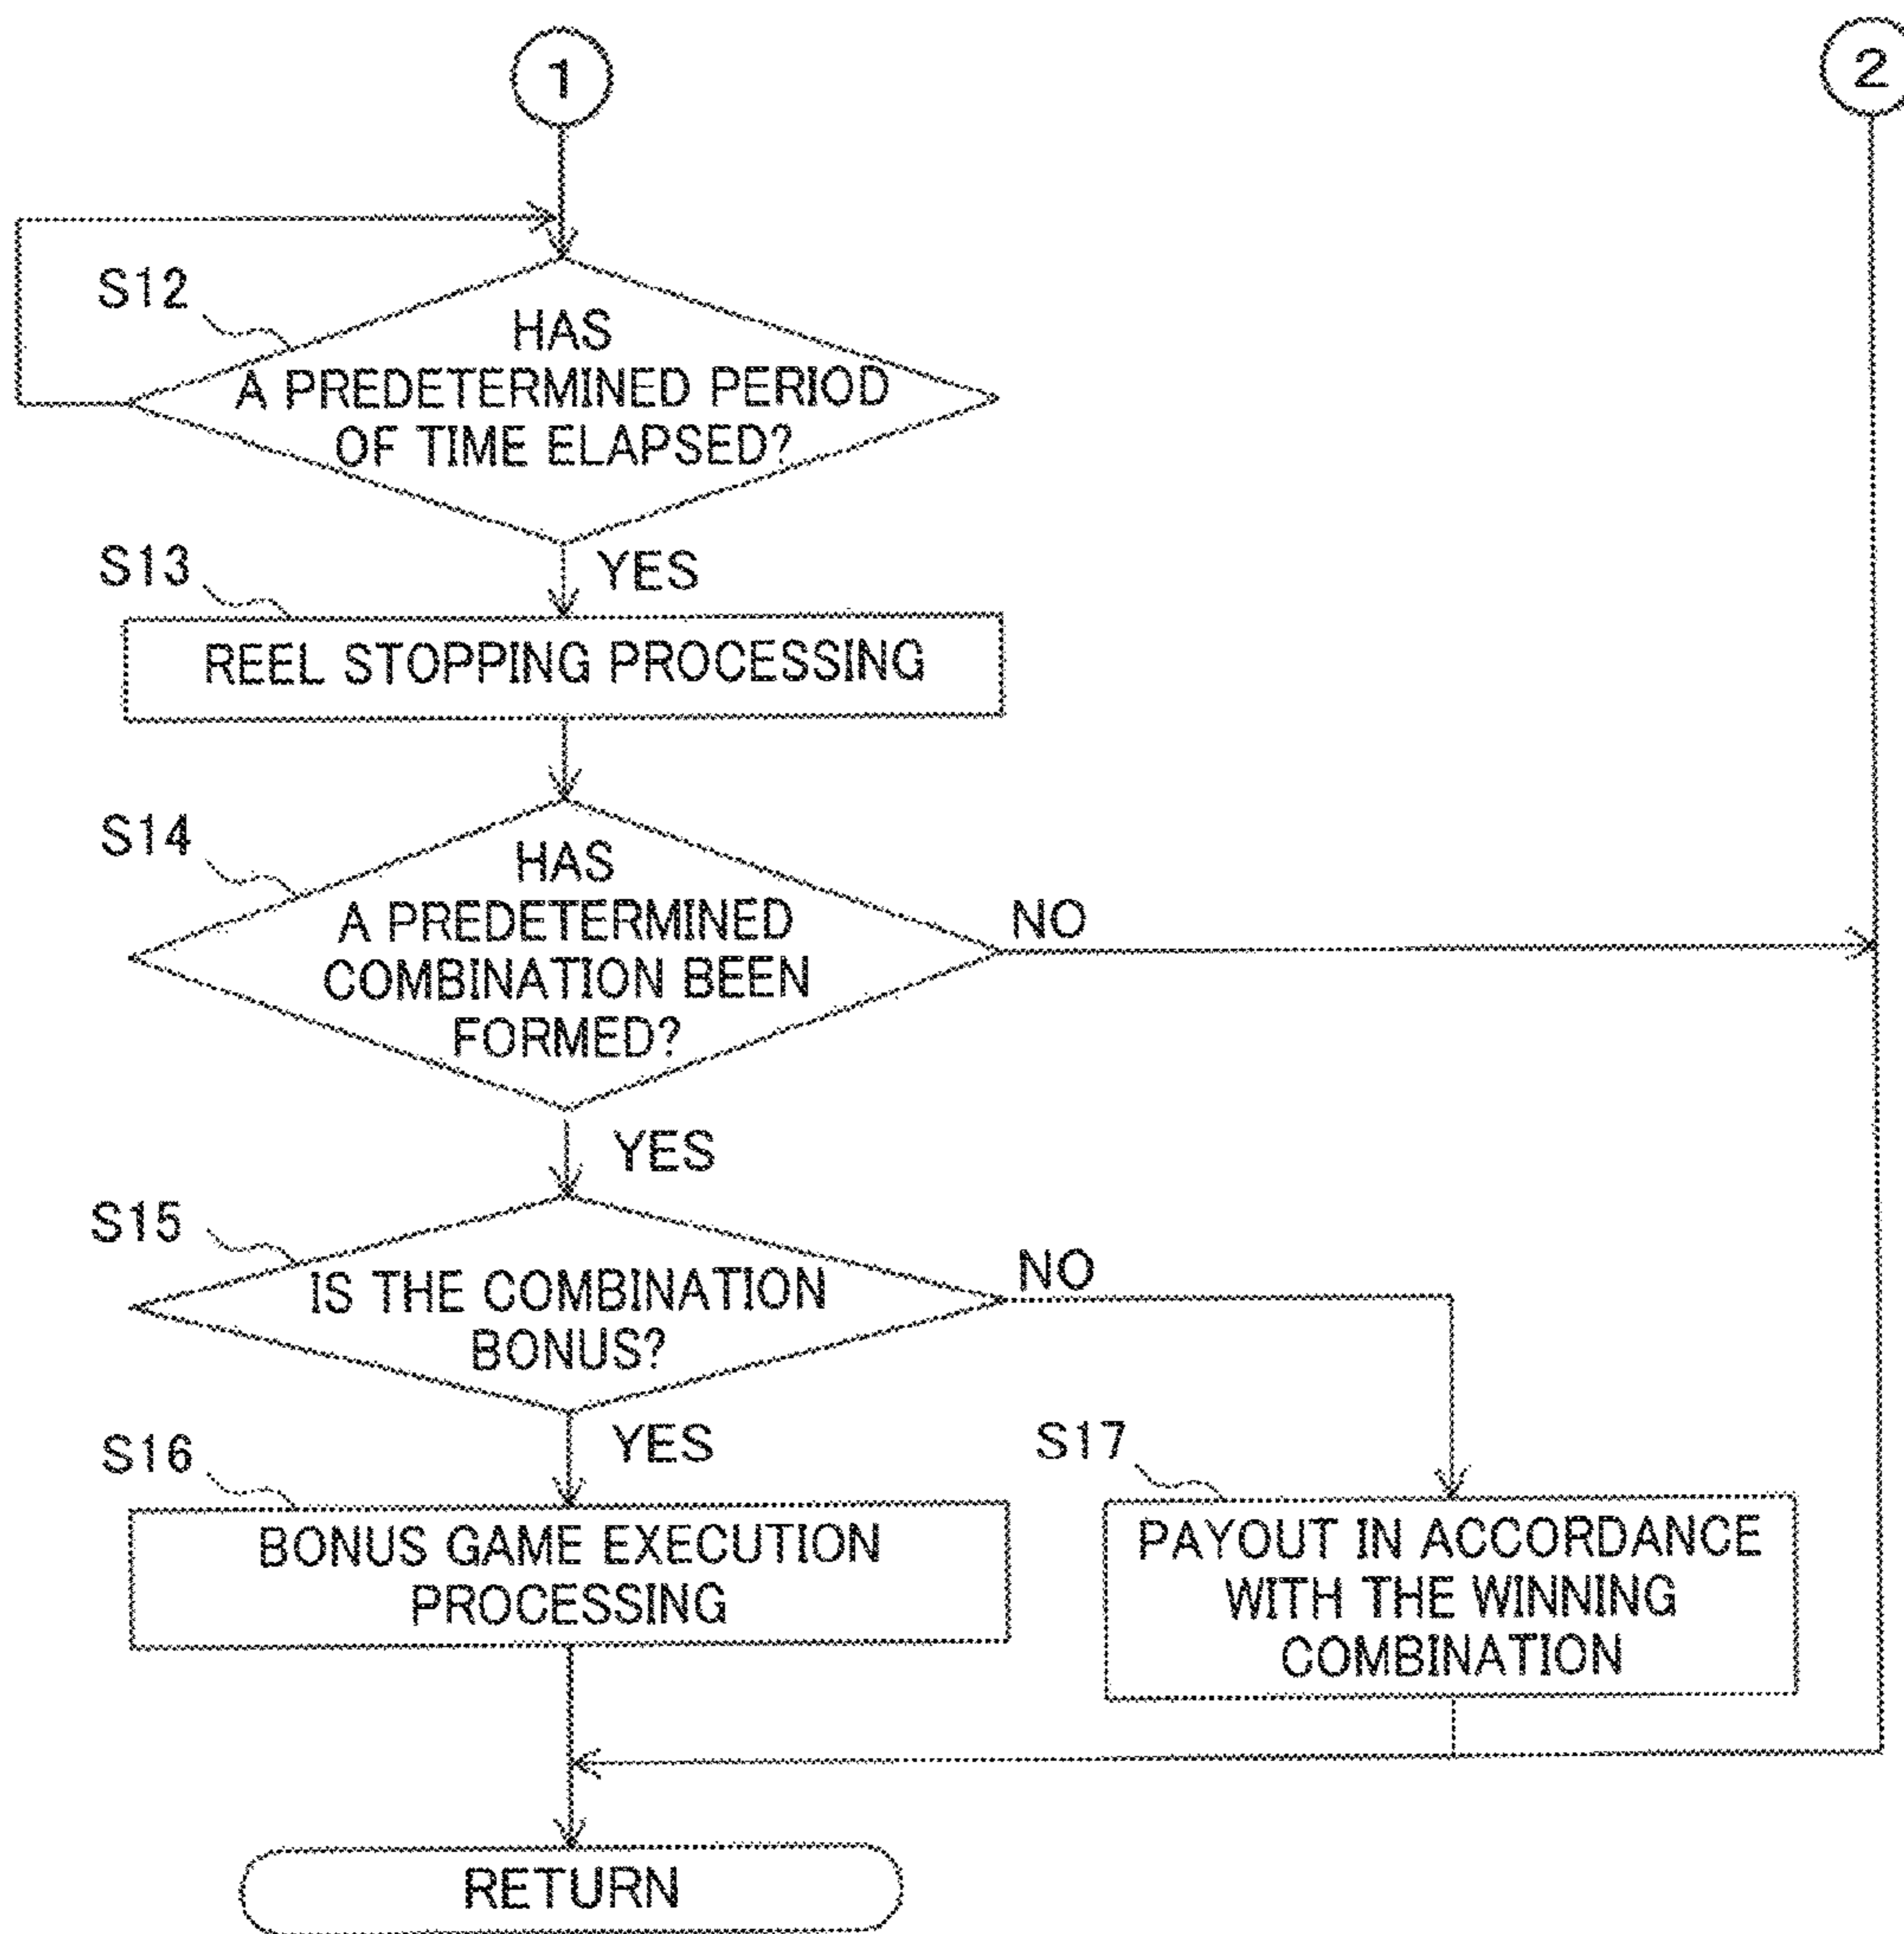 1
2
S12
HAS
A PREDETERMINED PERIOD
OF TIME ELAPSED?
S13
YES
REEL STOPPING PROCESSING
S14
HAS
A PREDETERMINED
COMBINATION BEEN
FORMED?
NO
YES
S15
IS THE COMBINATION
BONUS?
NO
YES
S16
BONUS GAME EXECUTION
PROCESSING
S17
PAYOUT IN ACCORDANCE
WITH THE WINNING
COMBINATION
RETURN